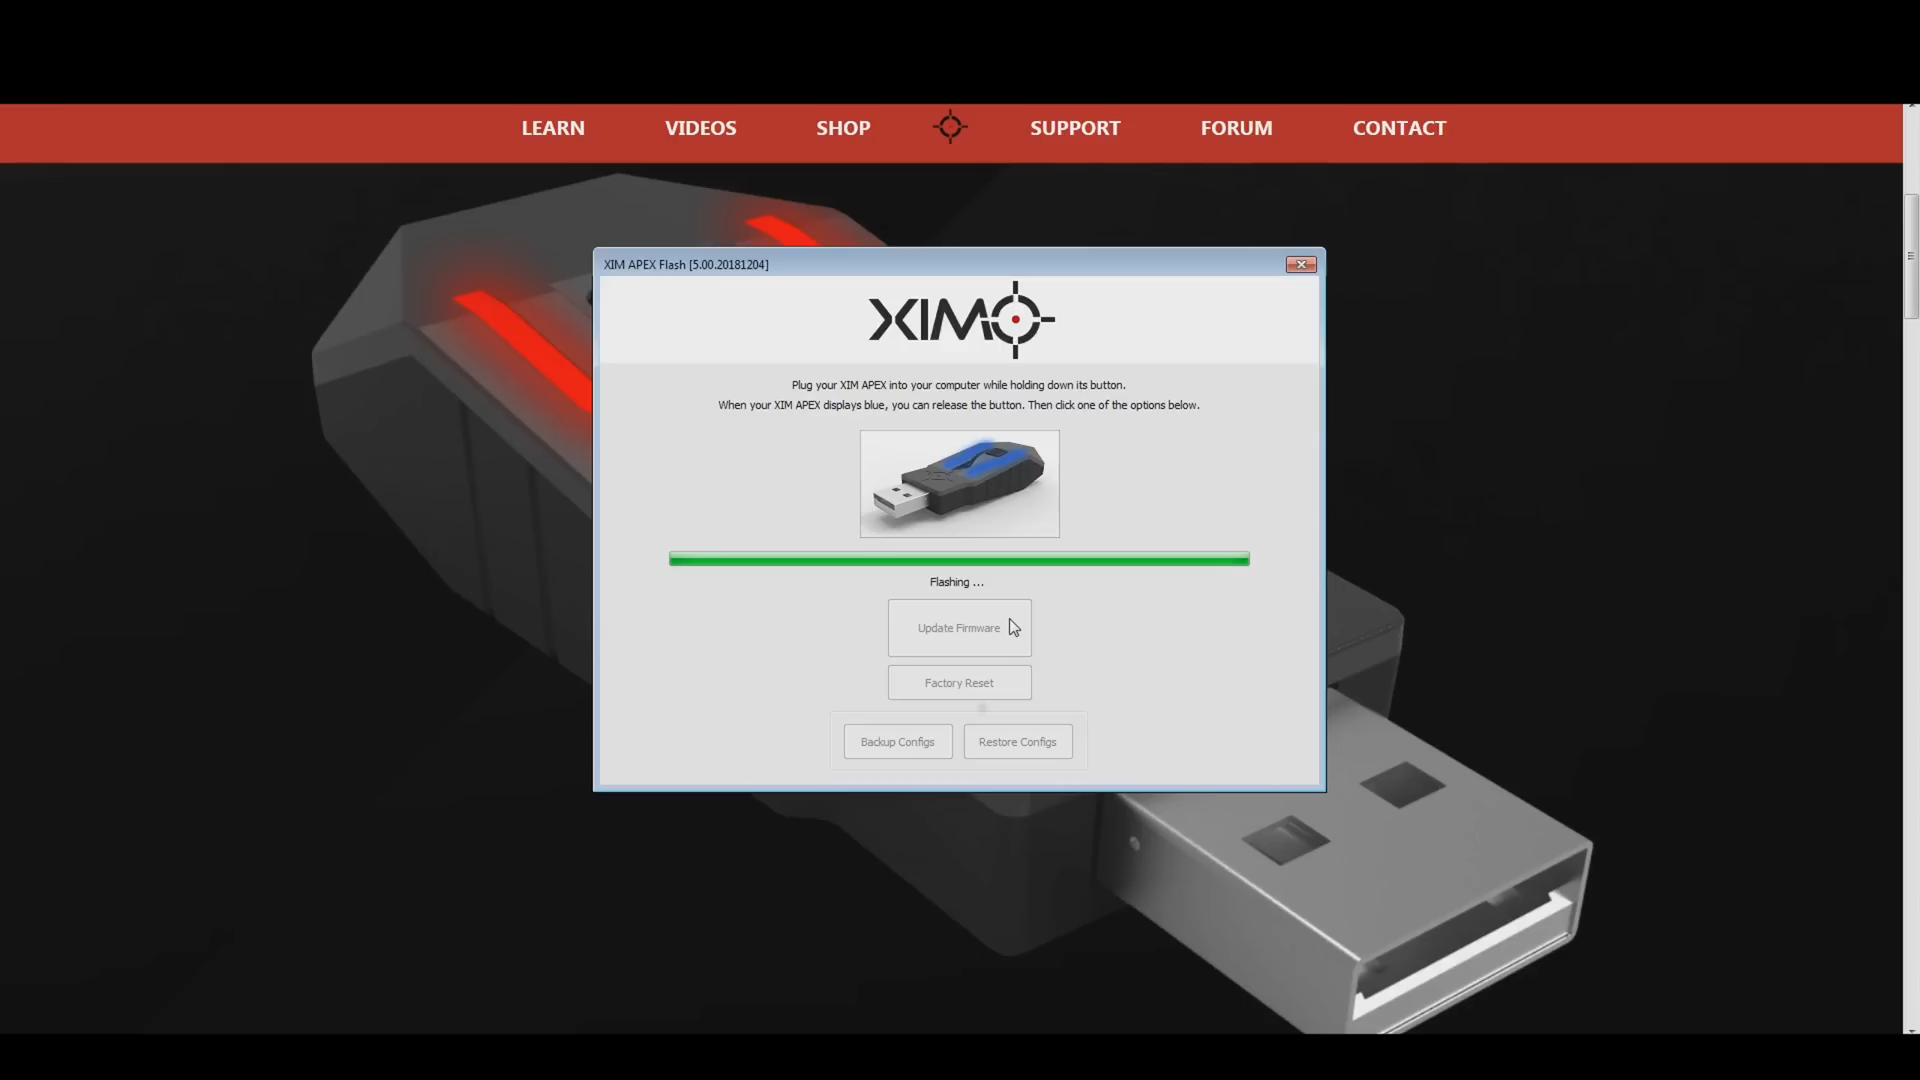 LEARN VIDEOS SHOP SUPPORT FORUM CONTACT
XIM APEX Flash [5.00.20181204]
XIM
Plug your XIM APEX into your computer while holding down its button.
When your XIM APEX displays blue, you can release the button. Then click one of the options below.
Flashing ...
Update Firmware
Factory Reset
Backup Configs Restore Configs